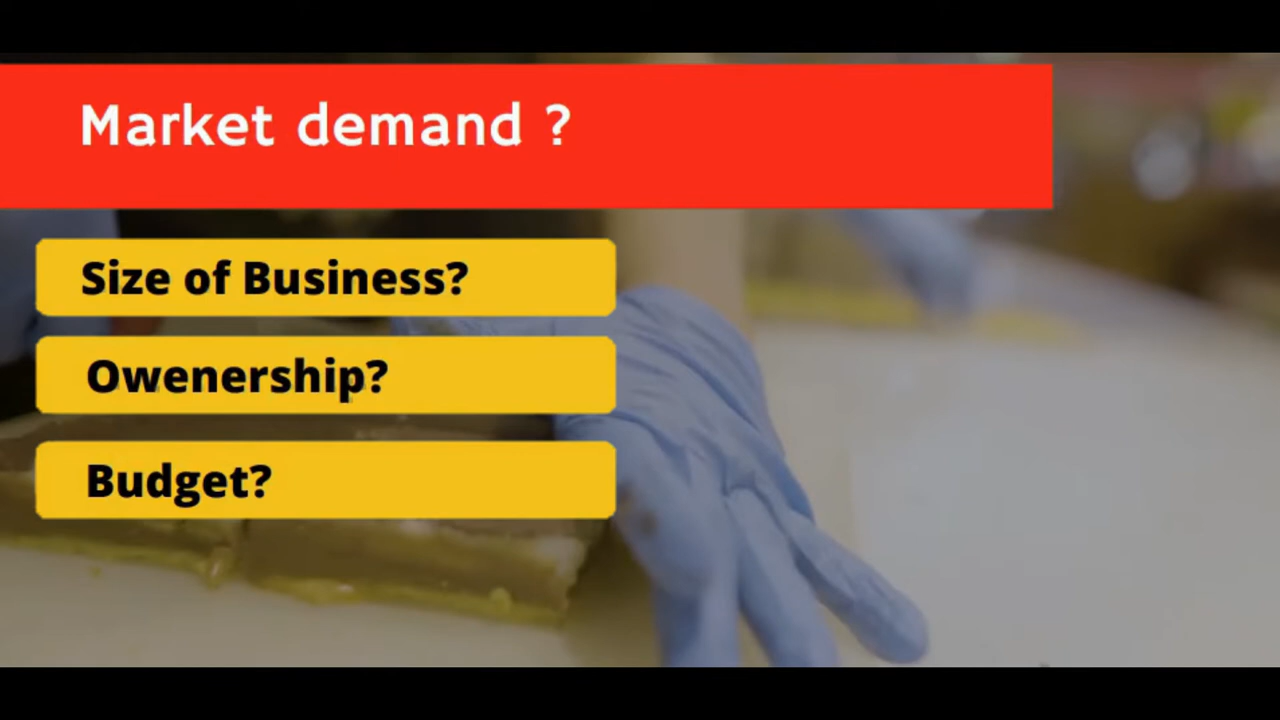 Market demand ?
Size of Business?
Owenership?
Budget?